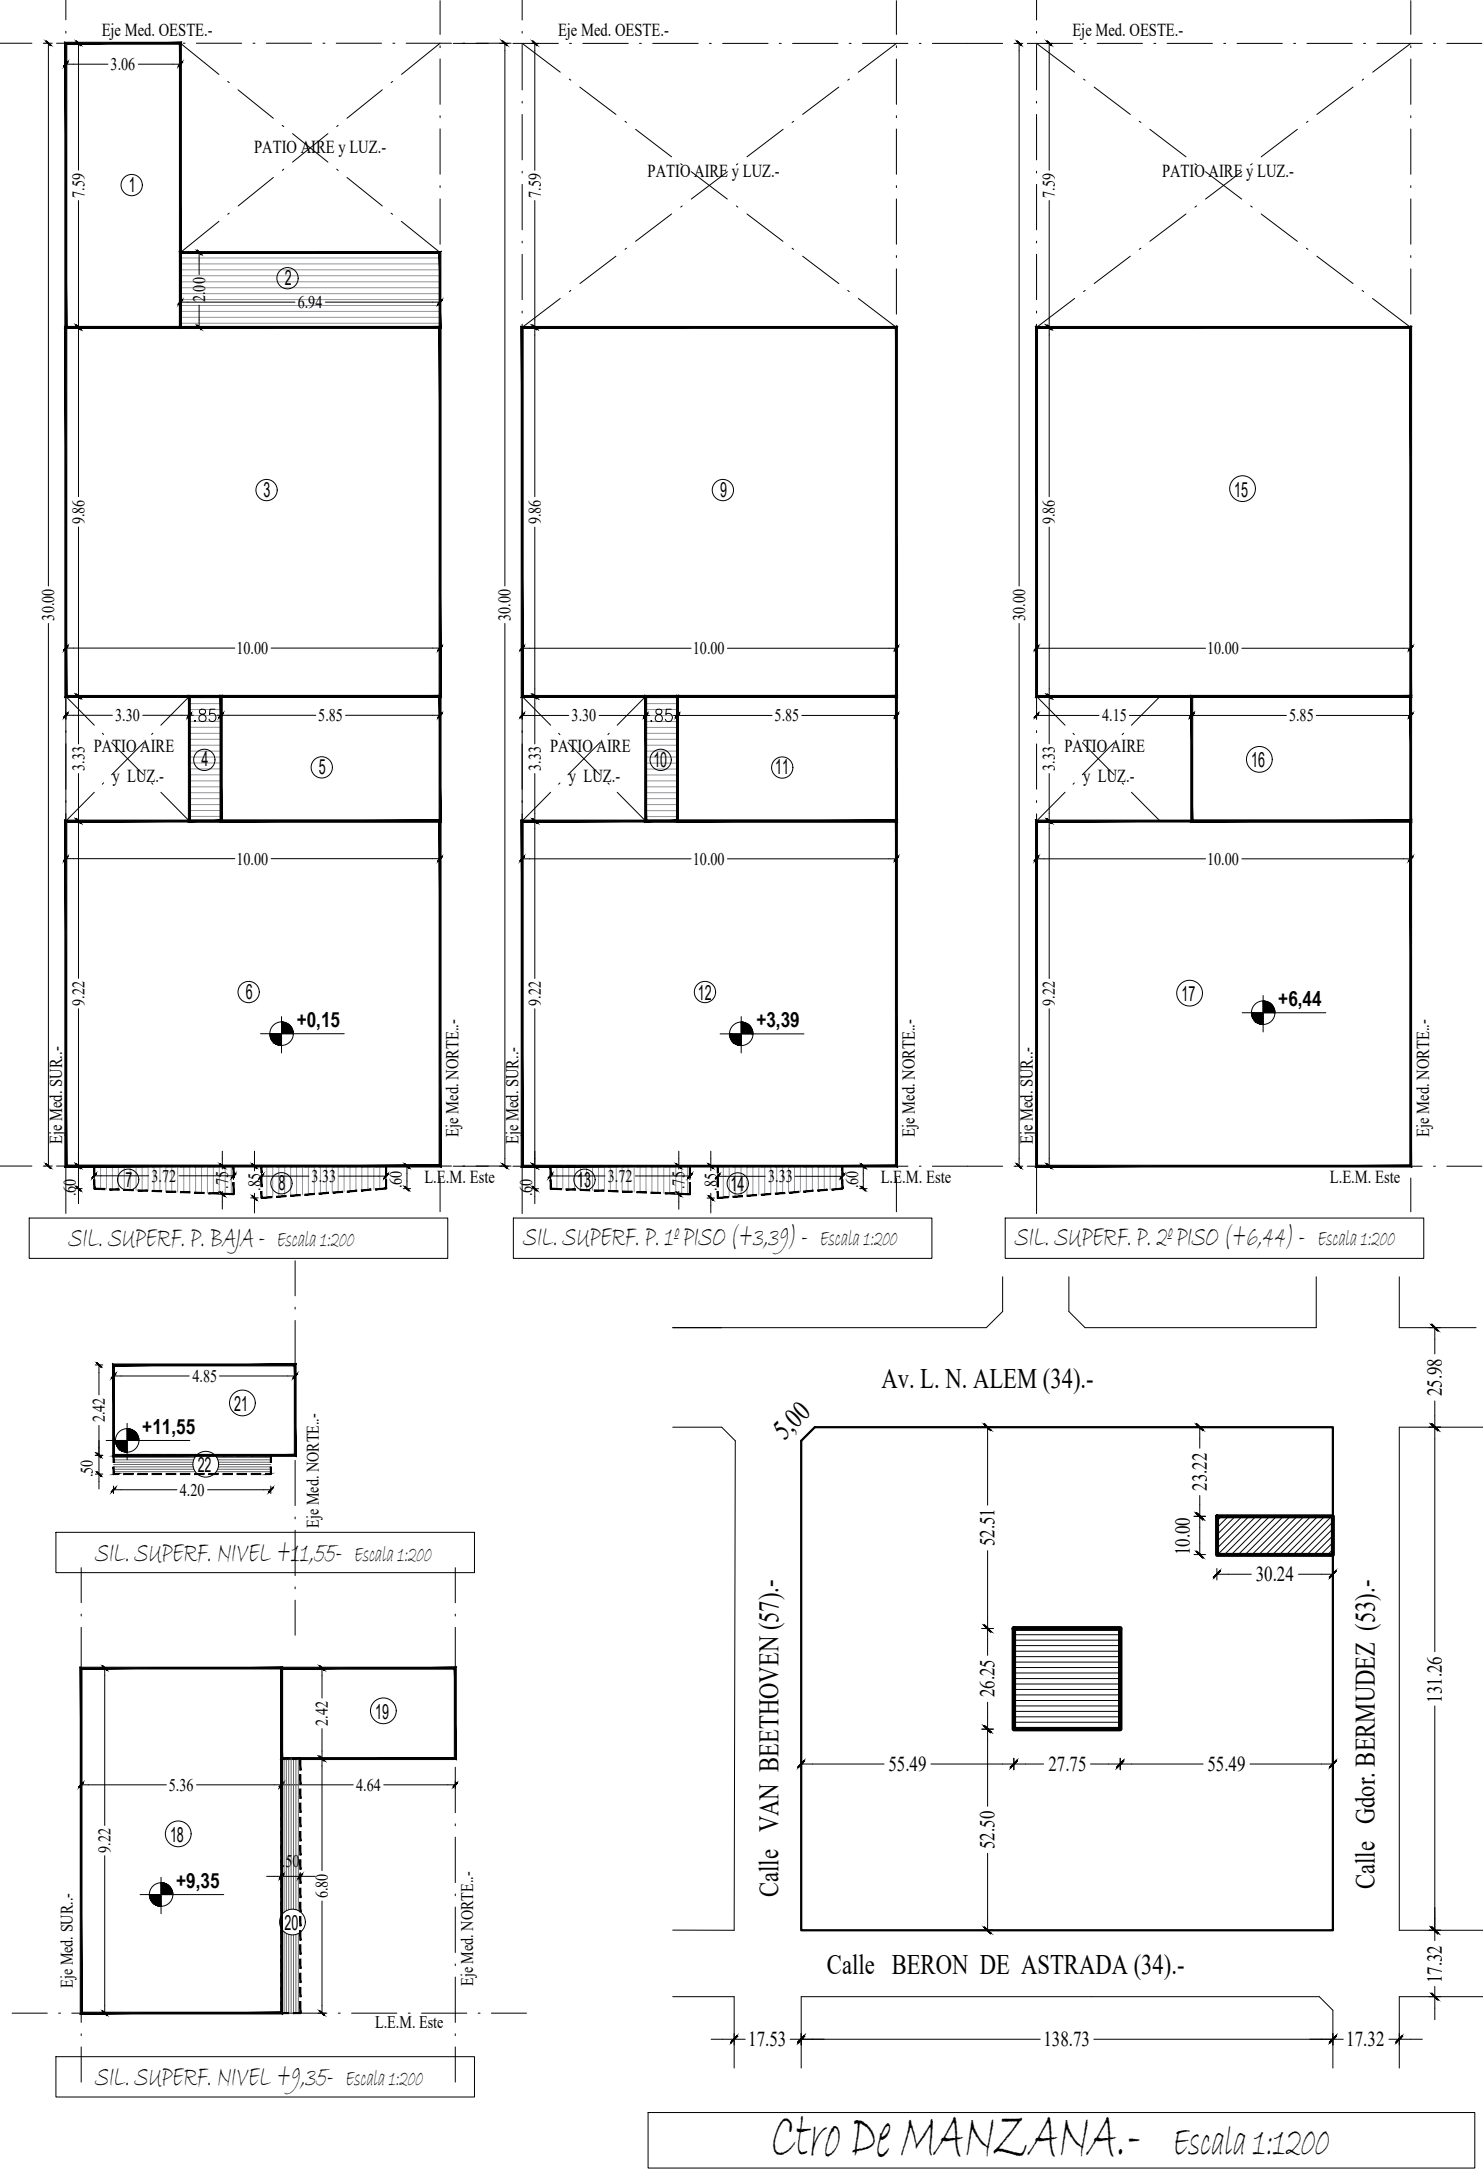 Eje Med. OESTE.-
3.06
7.59
1
PATIO AIRE y LUZ.-
2
2.00
6.94
3
9.86
30.00
10.00
3.30
.85
5.85
PATIO AIRE
y LUZ.-
3.33
4
5
10.00
9.22
6
+0,15
Eje Med. SUR..-
Eje Med. NORTE..-
7
3.72
.75
.60
.85
8
3.33
.60
L.E.M. Este
SIL. SUPERF. P. BAJA - Escala 1:200
Eje Med. OESTE.-
7.59
PATIO AIRE y LUZ.-
9
9.86
30.00
10.00
3.30
.85
5.85
PATIO AIRE
y LUZ.-
3.33
10
11
10.00
9.22
12
+3,39
Eje Med. SUR..-
Eje Med. NORTE..-
13
3.72
.75
.60
.85
14
3.33
.60
L.E.M. Este
SIL. SUPERF. P. 1º PISO (+3,39) - Escala 1:200
Eje Med. OESTE.-
7.59
PATIO AIRE y LUZ.-
15
9.86
30.00
10.00
4.15
5.85
PATIO AIRE
y LUZ.-
3.33
16
10.00
9.22
17
+6,44
Eje Med. SUR..-
Eje Med. NORTE..-
L.E.M. Este
SIL. SUPERF. P. 2º PISO (+6,44) - Escala 1:200
4.85
2.42
21
+11,55
22
.50
4.20
Eje Med. NORTE..-
SIL. SUPERF. NIVEL +11,55- Escala 1:200
19
2.42
5.36
4.64
18
9.22
+9,35
.50
6.80
20
Eje Med. SUR..-
Eje Med. NORTE..-
L.E.M. Este
SIL. SUPERF. NIVEL +9,35- Escala 1:200
Av. L. N. ALEM (34).-
25.98
5,00
23.22
52.51
10.00
30.24
26.25
131.26
Calle VAN BEETHOVEN (57).-
Calle Gdor. BERMUDEZ (53).-
55.49
27.75
55.49
52.50
Calle BERON DE ASTRADA (34).-
17.32
17.53
138.73
17.32
Ctro De MANZANA.- Escala 1:1200